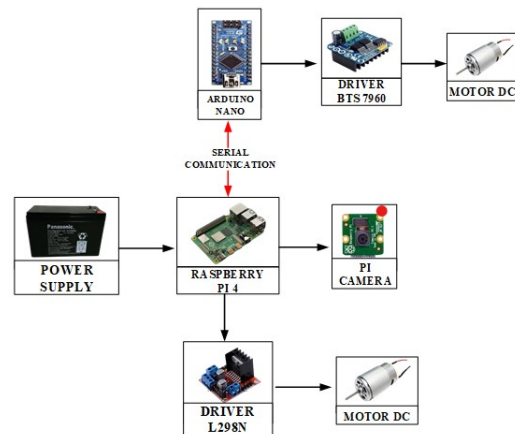 ARDUINO
NANO
DRIVER
BTS 7960
MOTOR DC
SERIAL
COMMUNICATION
Panasonic
POWER
SUPPLY
RASPBERRY
PI 4
PI
CAMERA
DRIVER
L298N
MOTOR DC